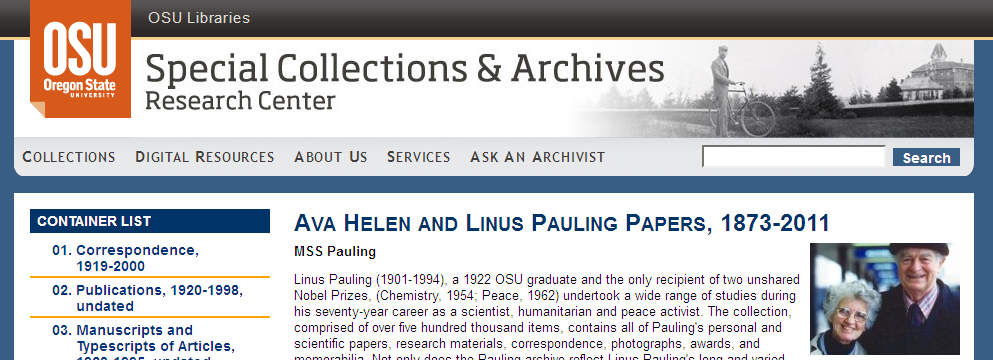 OSU Libraries
OSU
Oregon State
UNIVERSITY
Special Collections & Archives
Research Center
COLLECTIONS DIGITAL RESOURCES ABOUT US SERVICES ASK AN ARCHIVIST Search
CONTAINER LIST
01. Correspondence,
1919-2000
02. Publications, 1920-1998,
undated
03. Manuscripts and
Typescripts of Articles,
AVA HELEN AND LINUS PAULING PAPERS, 1873-2011
MSS Pauling
Linus Pauling (1901-1994), a 1922 OSU graduate and the only recipient of two unshared
Nobel Prizes, (Chemistry, 1954; Peace, 1962) undertook a wide range of studies during
his seventy-year career as a scientist, humanitarian and peace activist. The collection,
comprised of over five hundred thousand items, contains all of Pauling's personal and
scientific papers, research materials, correspondence, photographs, awards, and
memorabilia. Not only does the Pauling archive reflect Linus Pauling's long and varied